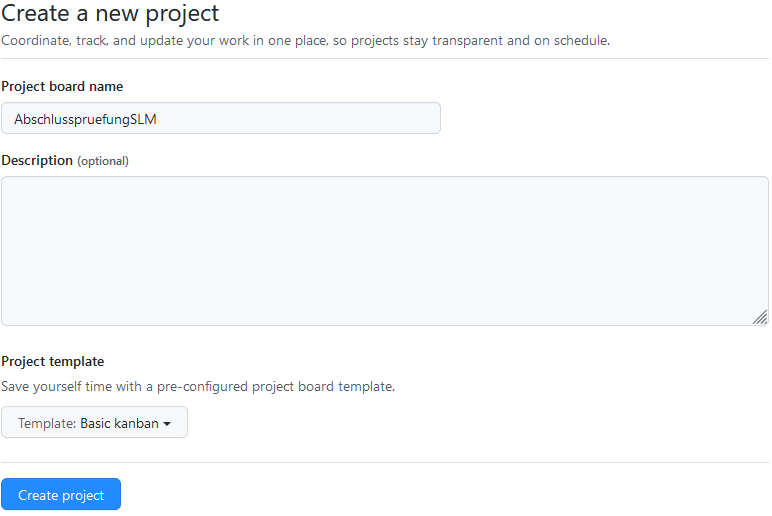 Create a new project
Coordinate, track, and update your work in one place, so projects stay transparent and on schedule.
Project board name
AbschlusspruefungSLM
Description (optional)
Project template
Save yourself time with a pre-configured project board template.
Template: Basic kanban
Create project